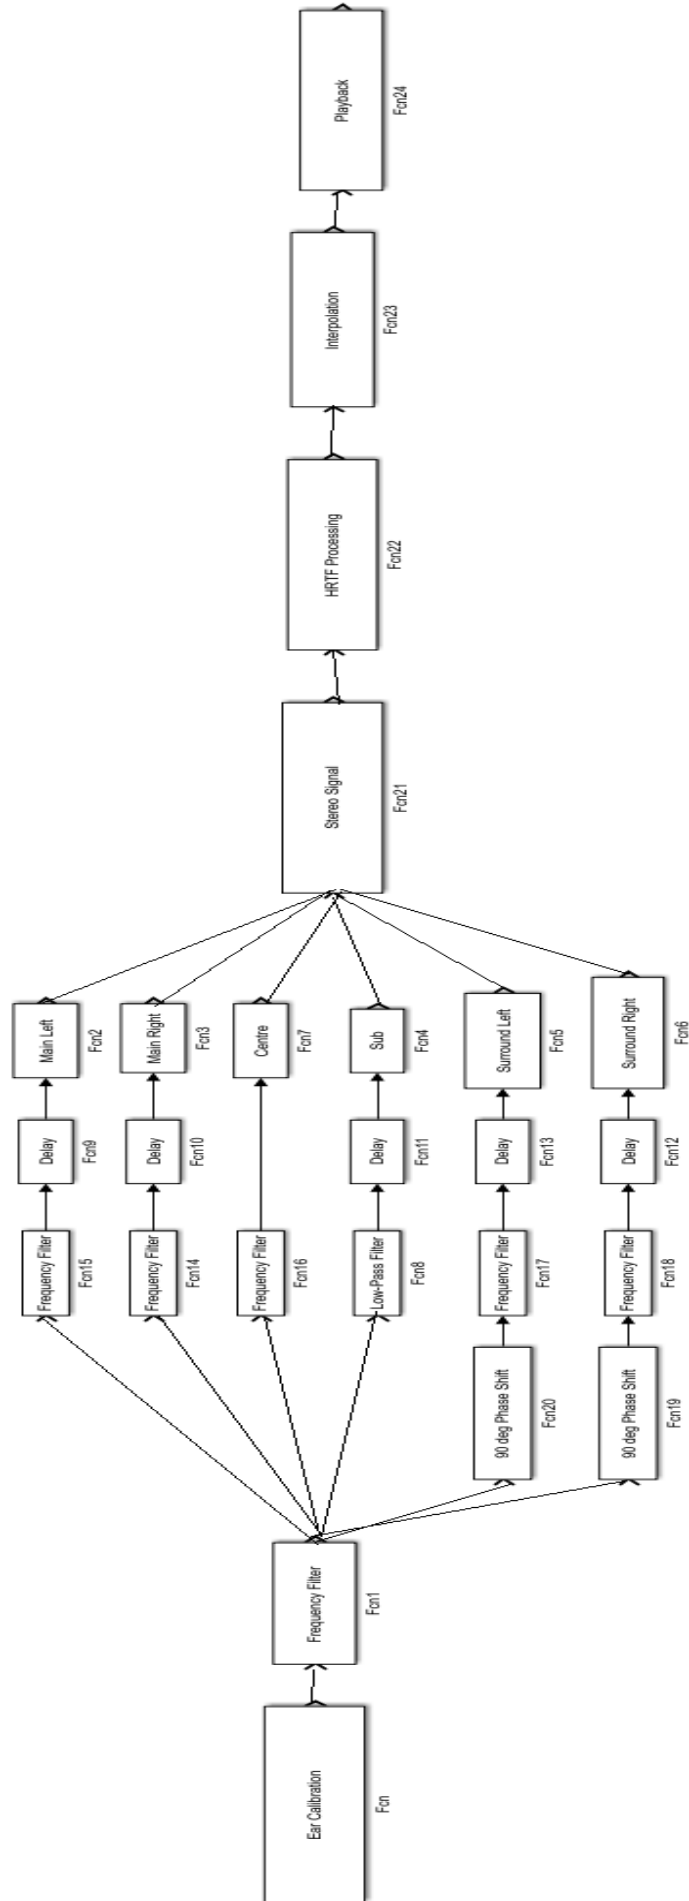 Ear Calibration
Fcn
Frequency Filter
Fcn1
Frequency Filter
Fcn15
Delay
Fcn9
Main Left
Fcn2
Frequency Filter
Fcn14
Delay
Fcn10
Main Right
Fcn3
Frequency Filter
Fcn16
Centre
Fcn7
Low-Pass Filter
Fcn8
Delay
Fcn11
Sub
Fcn4
90 deg Phase Shift
Fcn20
Frequency Filter
Fcn17
Delay
Fcn13
Surround Left
Fcn5
90 deg Phase Shift
Fcn19
Frequency Filter
Fcn18
Delay
Fcn12
Surround Right
Fcn6
Stereo Signal
Fcn21
HRTF Processing
Fcn22
Interpolation
Fcn23
Playback
Fcn24